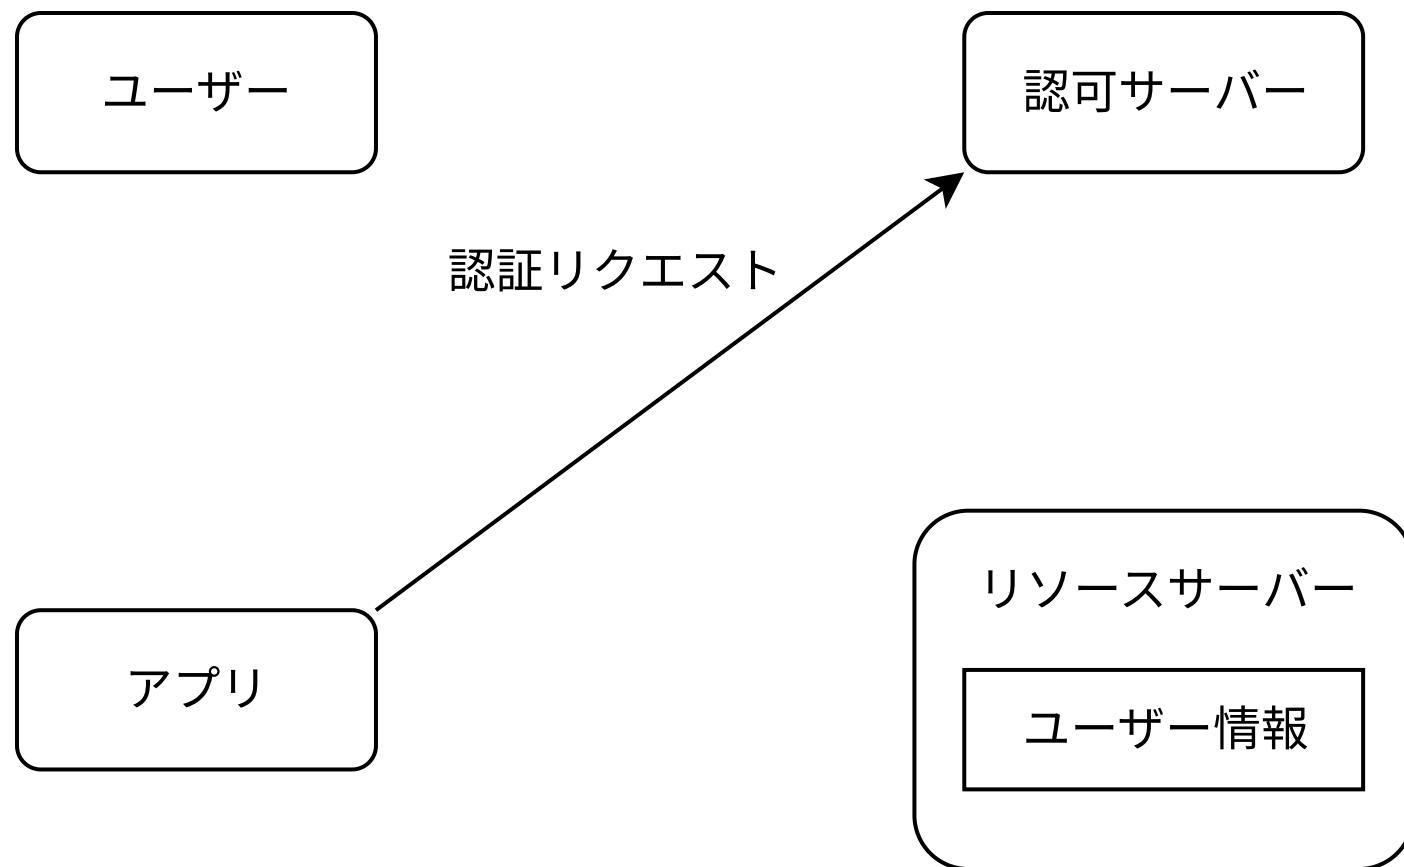 ユーザー
認可サーバー
認証リクエスト
リソースサーバー
アプリ
ユーザー情報